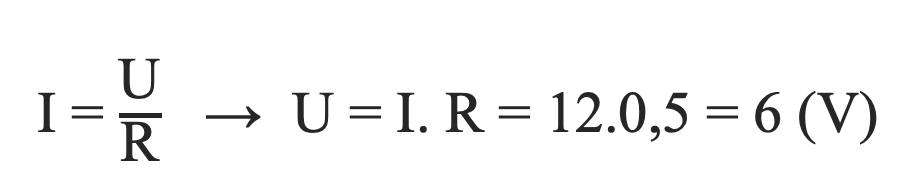 I = U/R → U = I. R = 12.0,5 = 6 (V)